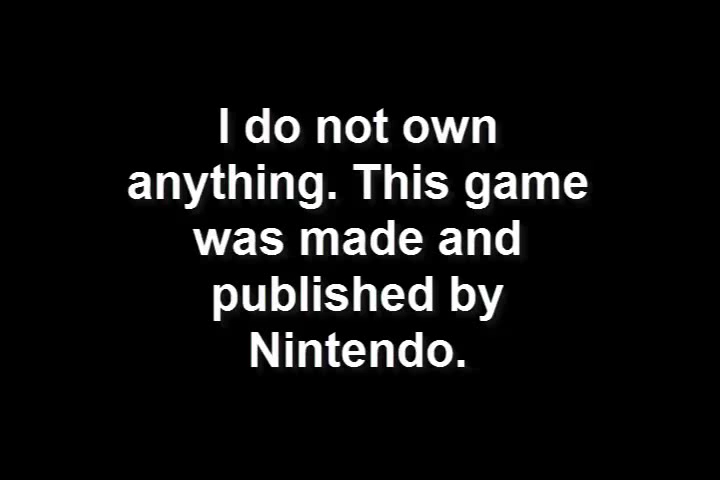 I do not own
anything. This game
was made and
published by
Nintendo.